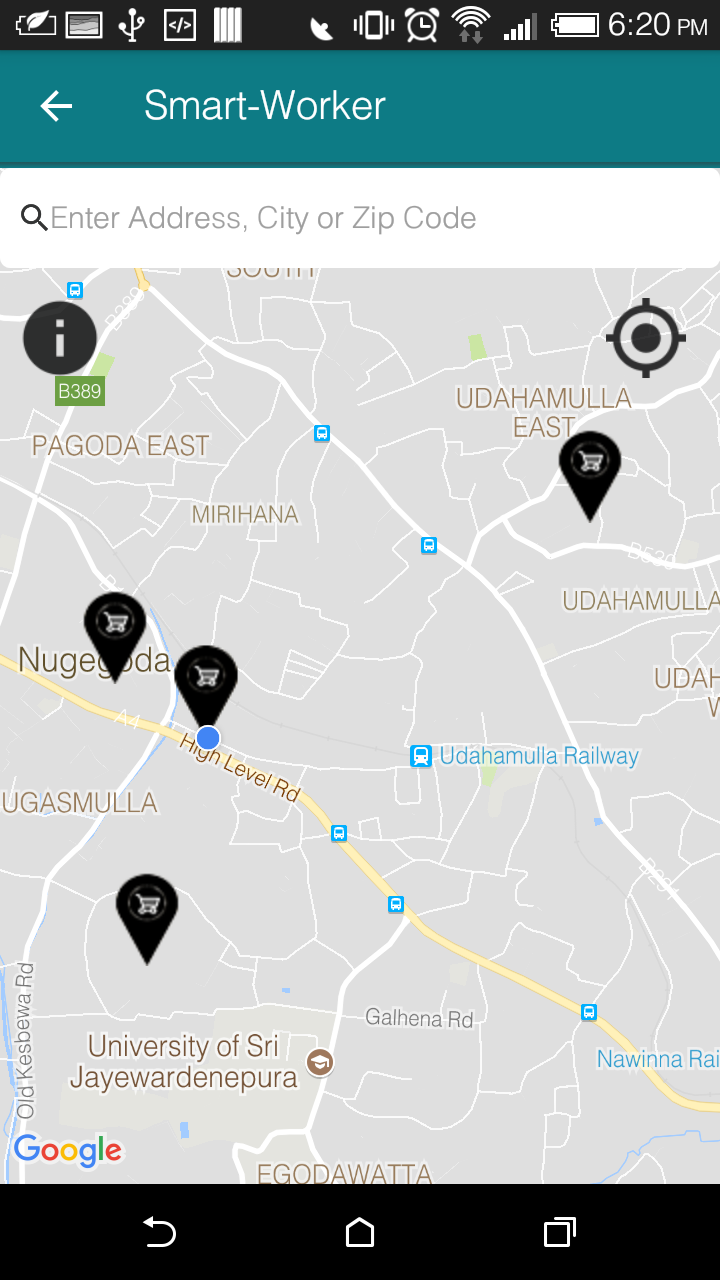 6:20 PM
Smart-Worker
Enter Address, City or Zip Code
SOUTH
B389
B389
UDAHAMULLA
EAST
PAGODA EAST
MIRIHANA
B530
UDAHAMULLA
Nugegoda
UDAH
W
A4
High Level Rd
Udahamulla Railway
UGASMULLA
Old Kesbewa Rd
Galhena Rd
University of Sri
Jayewardenepura
Nawinna Rai
Google
EGODAWATTA